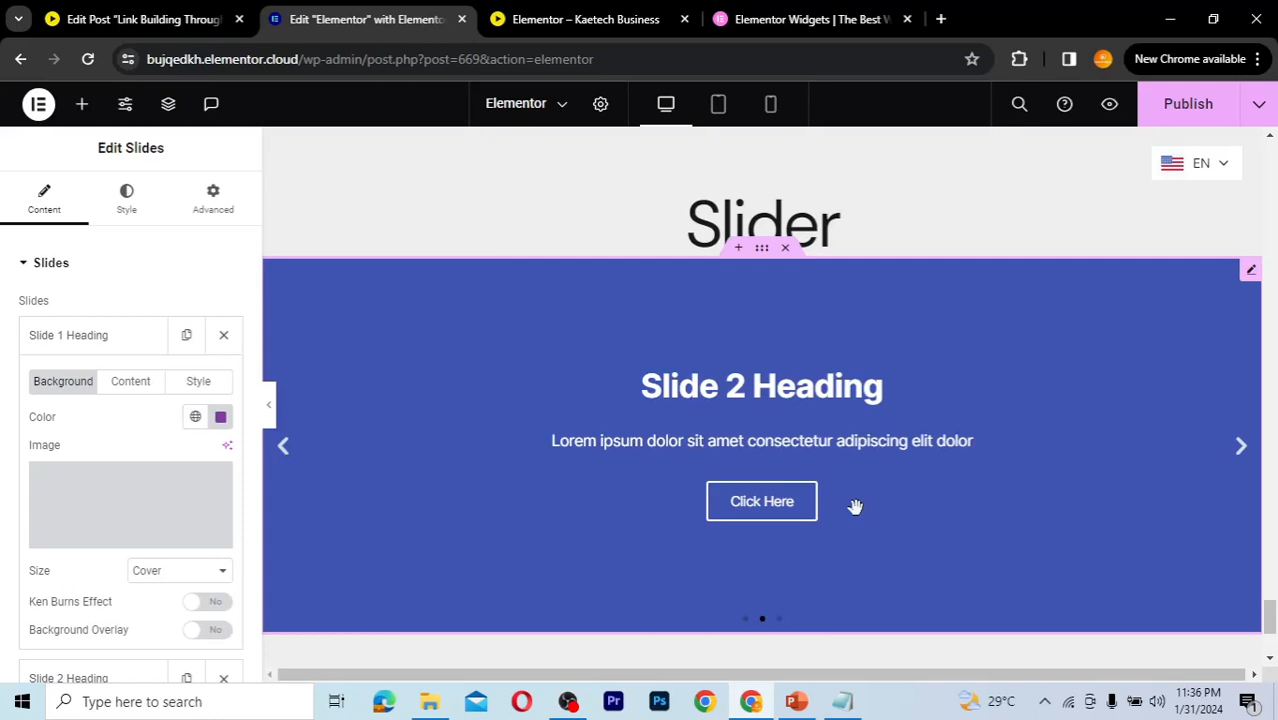 Edit Post "Link Building Throug
Edit "Elementor" with Elemento
Elementor – Kaetech Business
Elementor Widgets | The Best W
bujqedkh.elementor.cloud/wp-admin/post.php?post=669&action=elementor
New Chrome available
Elementor
Publish
Edit Slides
EN
Content
Style
Advanced
Slider
Slides
Slides
Slide 1 Heading
Background
Content
Style
Color
Image
Size
Cover
Ken Burns Effect
No
Background Overlay
No
Slide 2 Heading
Slide 2 Heading
Lorem ipsum dolor sit amet consectetur adipiscing elit dolor
Click Here
Type here to search
Pr
Ps
29°C
11:36 PM
1/31/2024
1